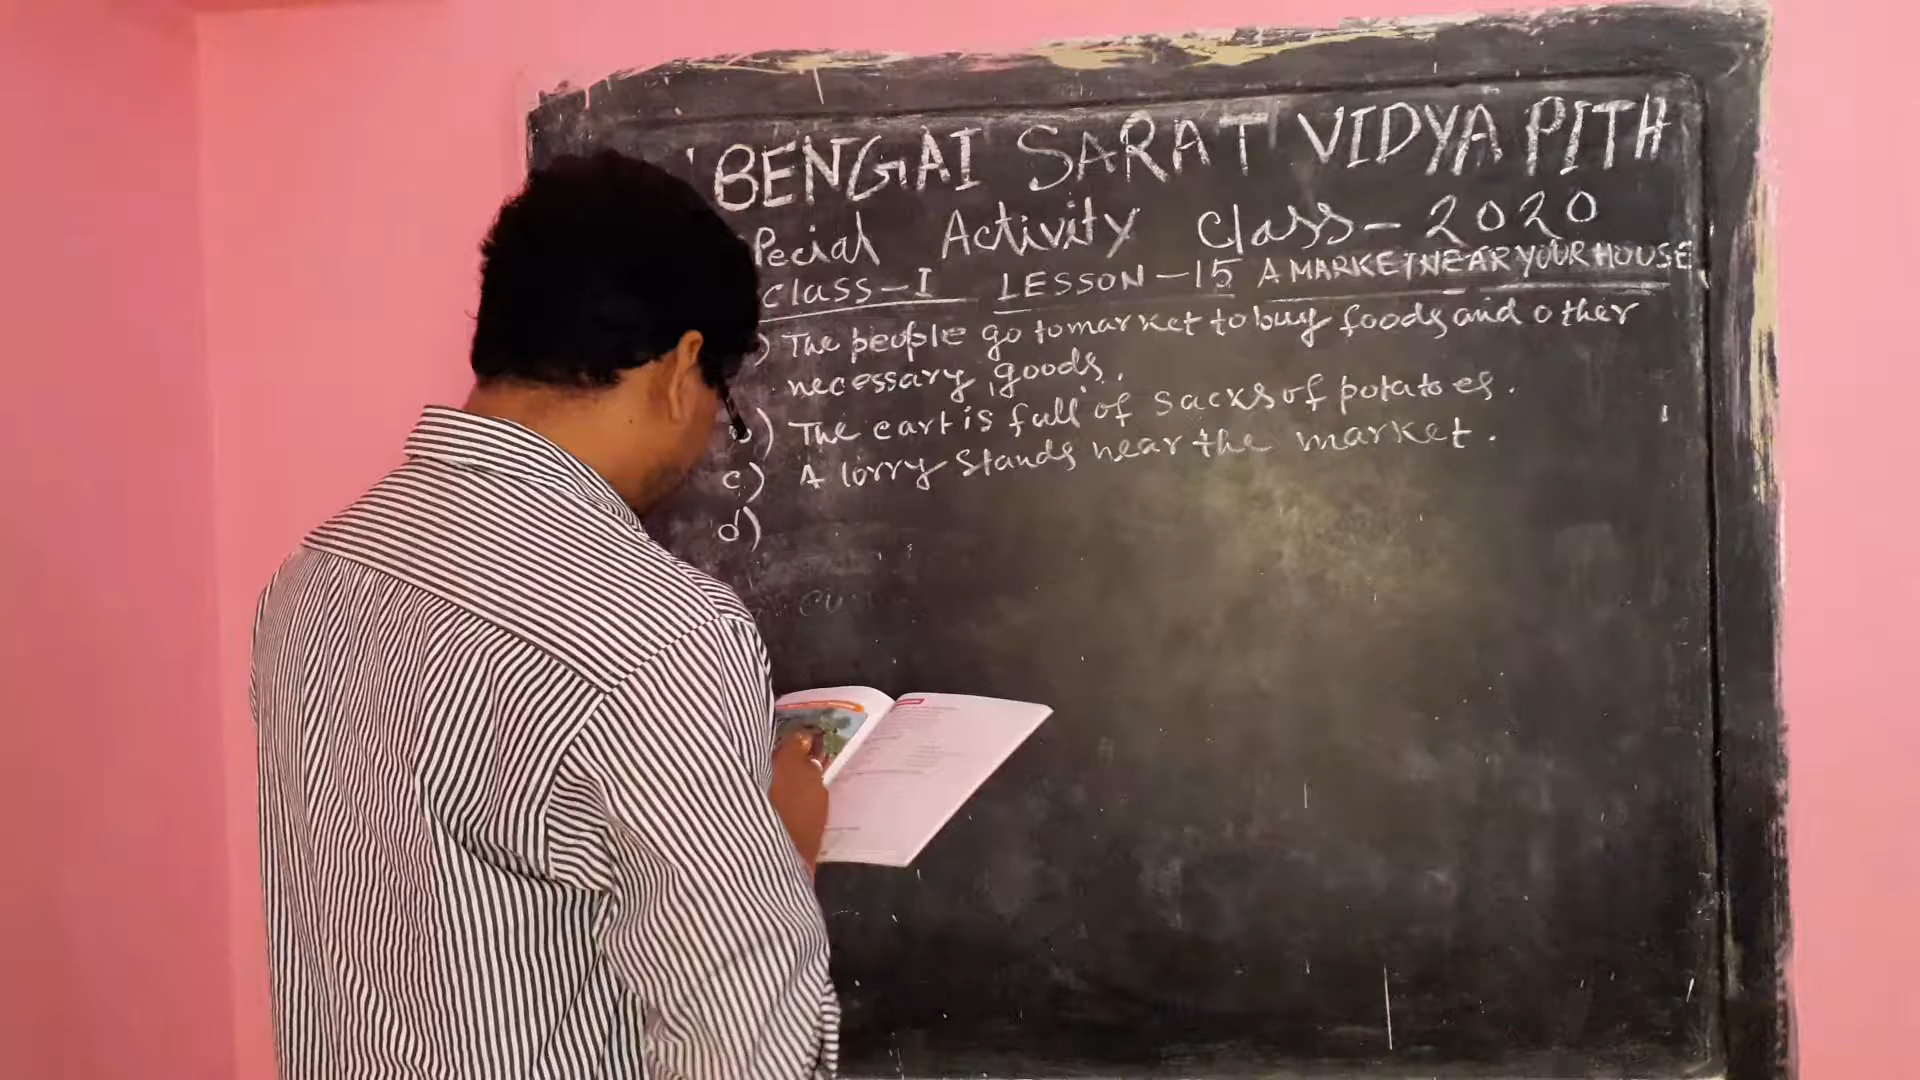 BENGAI SARAT VIDYA PITH
pecial Activity Class - 2020
Class - I LESSON - 15 A MARKET NEAR YOUR HOUSE
) The people go to market to buy foods and other
necessary goods.
b) The cart is full of sacks of potatoes.
c) A lorry stands near the market.
d)